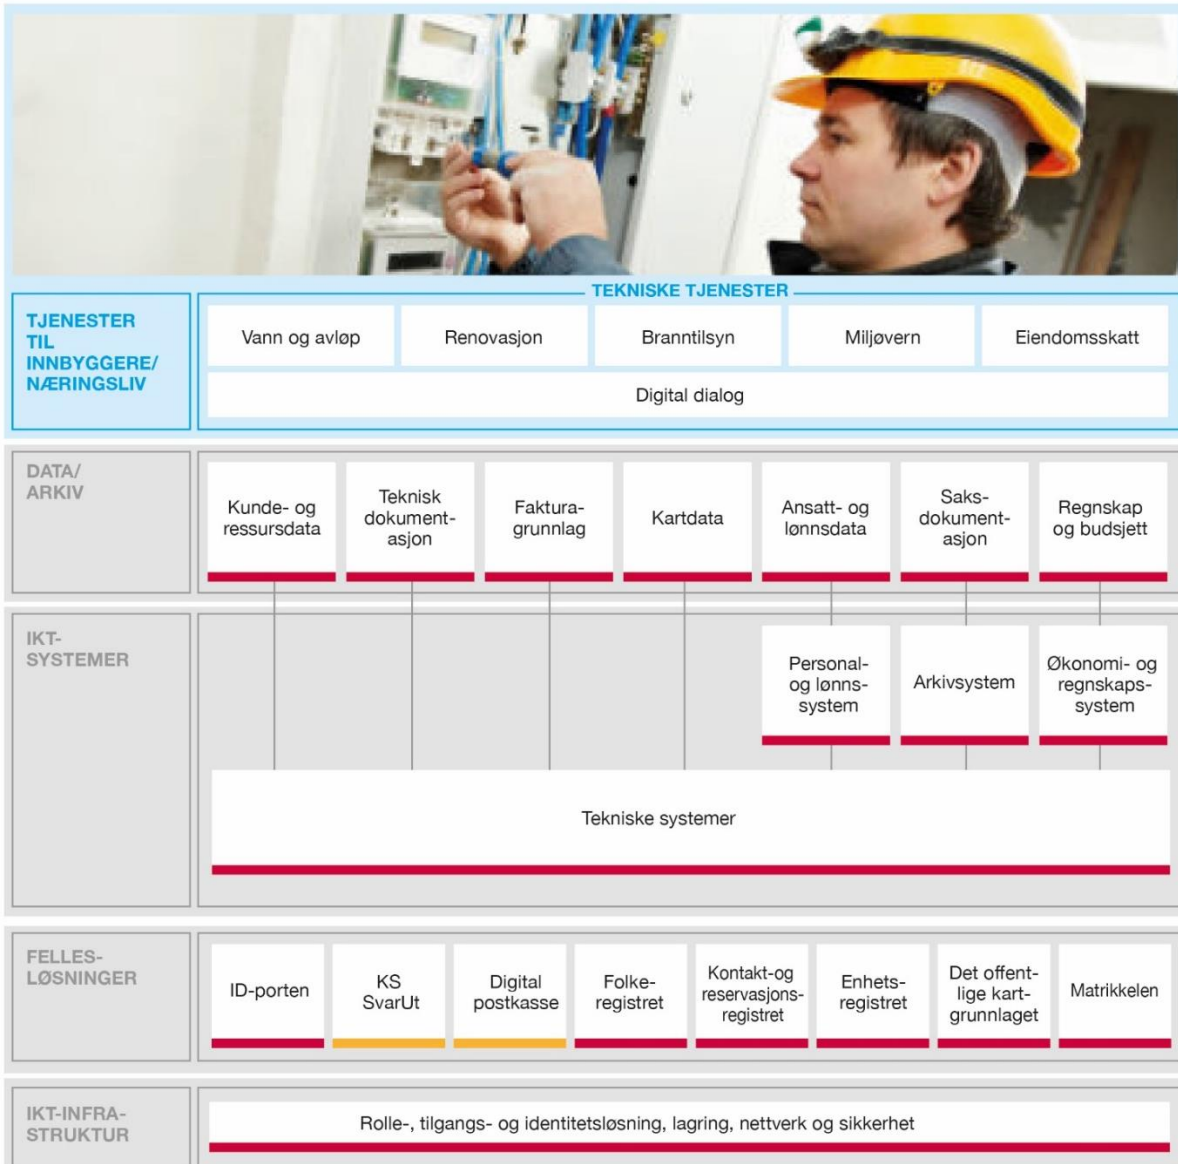 TEKNISKE TJENESTER
TJENESTER
TIL
INNBYGGERE/
NÆRINGSLIV
Vann og avløp
Renovasjon
Branntilsyn
Miljøvern
Eiendomsskatt
Digital dialog
DATA/
ARKIV
Kunde- og
ressursdata
Teknisk
dokument-
asjon
Faktura-
grunnlag
Kartdata
Ansatt- og
lønnsdata
Saks-
dokument-
asjon
Regnskap
og budsjett
IKT-
SYSTEMER
Personal-
og lønns-
system
Arkivsystem
Økonomi- og
regnskaps-
system
Tekniske systemer
FELLES-
LØSNINGER
ID-porten
KS
SvarUt
Digital
postkasse
Folke-
registret
Kontakt-og
reservasjons-
registret
Enhets-
registret
Det offent-
lige kart-
grunnlaget
Matrikkelen
IKT-INFRA-
STRUKTUR
Rolle-, tilgangs- og identitetsløsning, lagring, nettverk og sikkerhet